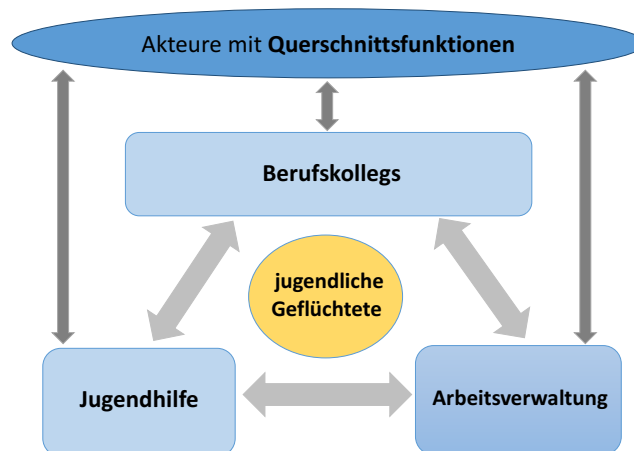 Akteure mit Querschnittsfunktionen
Berufskollegs
jugendliche
Geflüchtete
Jugendhilfe
Arbeitsverwaltung